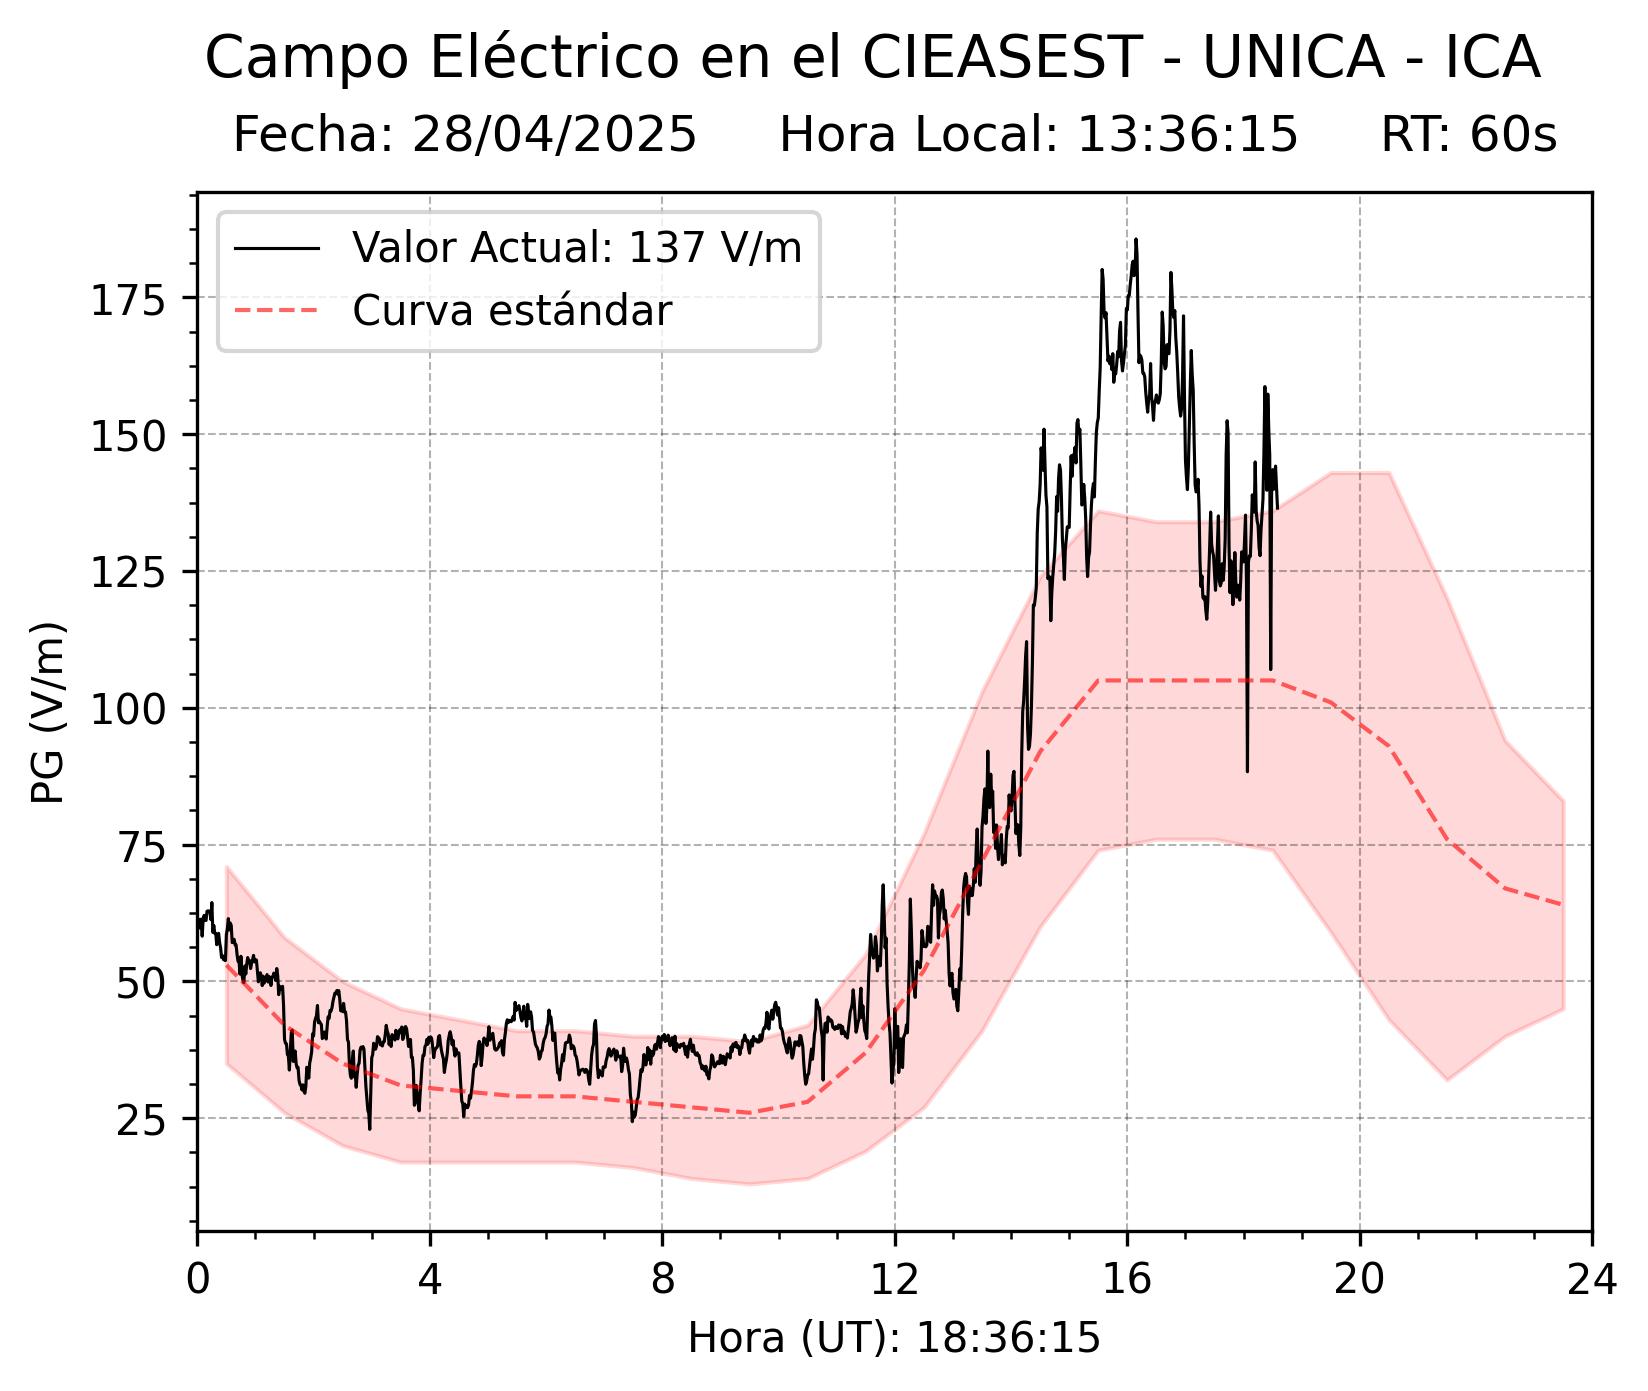 Campo Eléctrico en el CIEASEST - UNICA - ICA
Fecha: 28/04/2025 Hora Local: 13:36:15 RT: 60s
Valor Actual: 137 V/m
Curva estándar
PG (V/m)
175
150
125
100
75
50
25
0 4 8 12 16 20 24
Hora (UT): 18:36:15